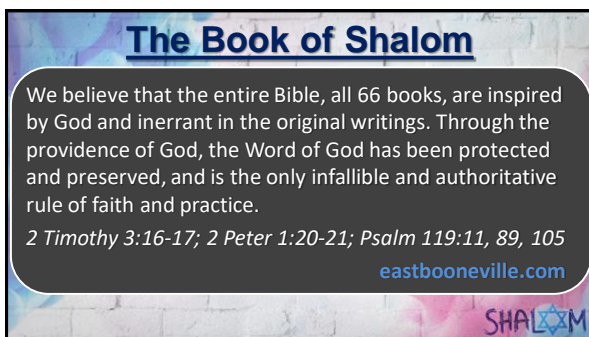 The Book of Shalom
We believe that the entire Bible, all 66 books, are inspired
by God and inerrant in the original writings. Through the
providence of God, the Word of God has been protected
and preserved, and is the only infallible and authoritative
rule of faith and practice.
2 Timothy 3:16-17; 2 Peter 1:20-21; Psalm 119:11, 89, 105
eastbooneville.com
SHALOM